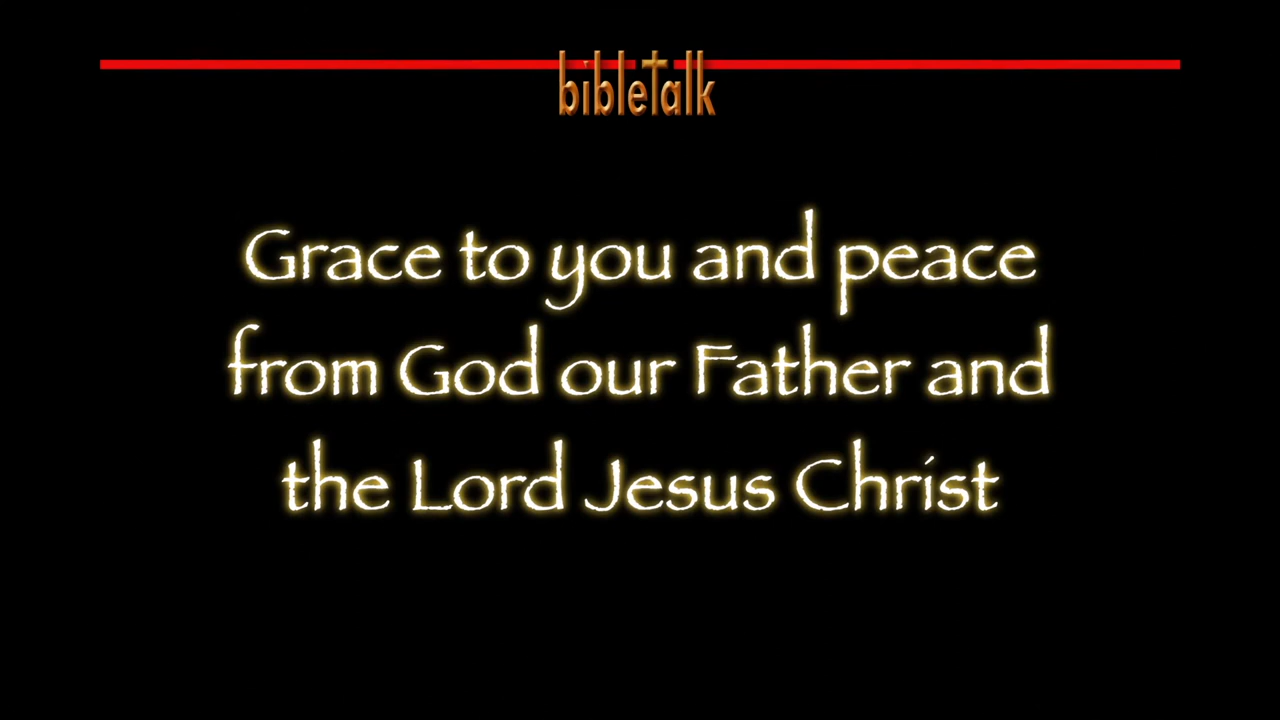 bibleTalk
Grace to you and peace
from God our Father and
the Lord Jesus Christ